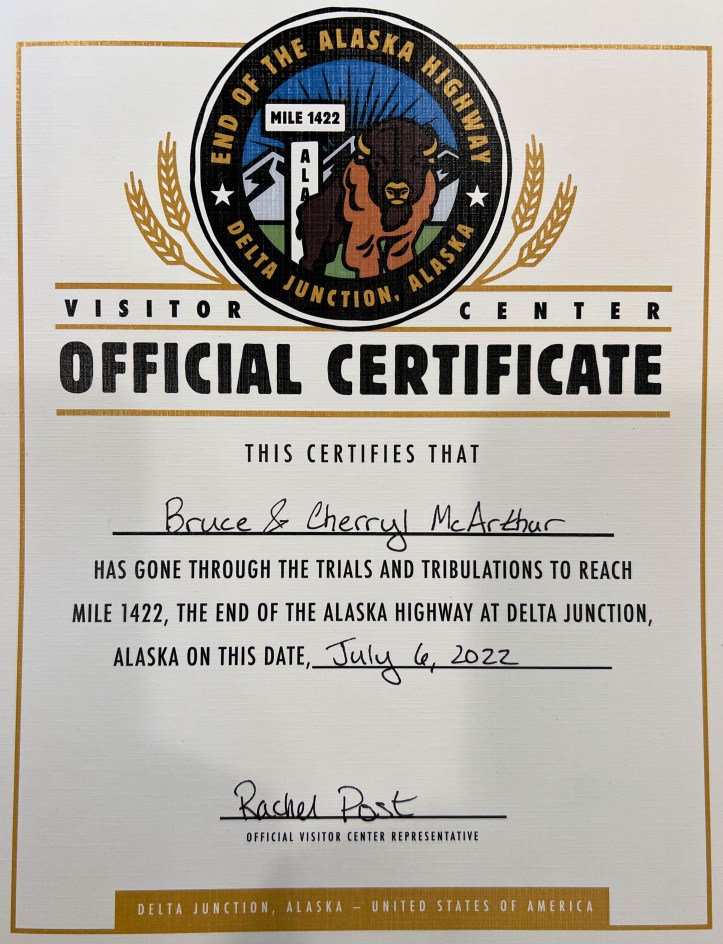 END OF THE ALASKA HIGHWAY
MILE 1422
ALA
DELTA JUNCTION, ALASKA
VISITOR CENTER
OFFICIAL CERTIFICATE
THIS CERTIFIES THAT
Bruce & Cherryl McArthur
HAS GONE THROUGH THE TRIALS AND TRIBULATIONS TO REACH
MILE 1422, THE END OF THE ALASKA HIGHWAY AT DELTA JUNCTION,
ALASKA ON THIS DATE, July 6, 2022
Rachel Post
OFFICIAL VISITOR CENTER REPRESENTATIVE
DELTA JUNCTION, ALASKA – UNITED STATES OF AMERICA